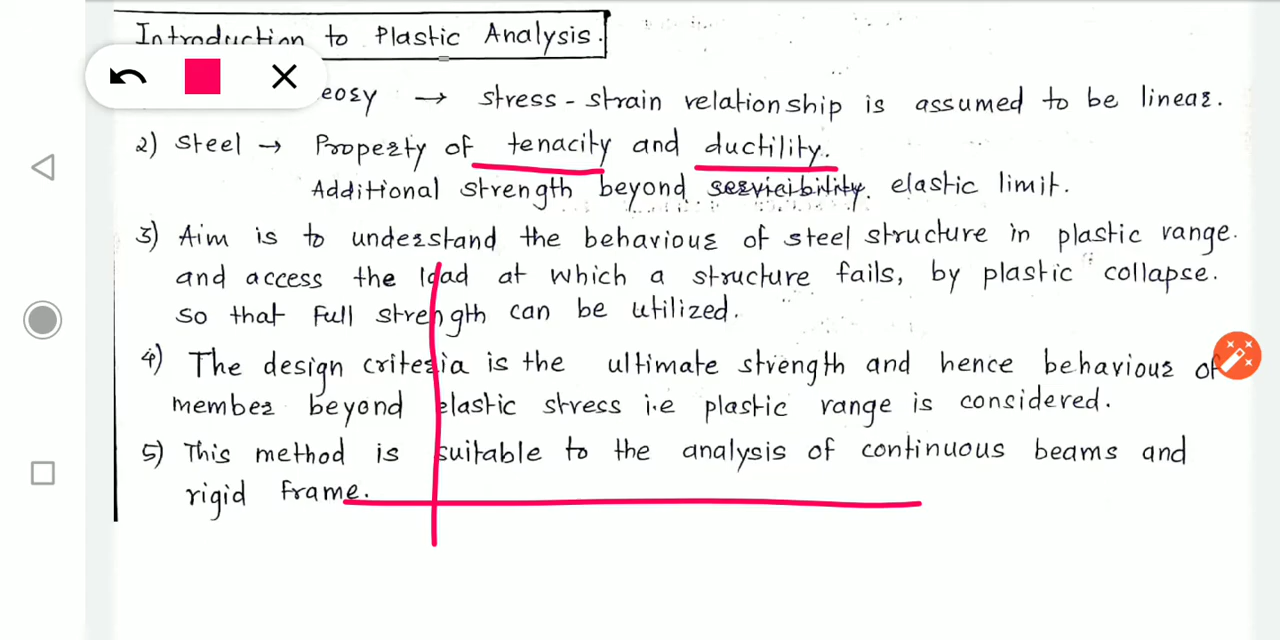 Introduction to Plastic Analysis.
eory → stress - strain relationship is assumed to be linear.
2) Steel → Property of tenacity and ductility.
Additional strength beyond servicibility. elastic limit.
3) Aim is to understand the behaviour of steel structure in plastic range.
and access the load at which a structure fails, by plastic collapse.
so that full strength can be utilized.
4) The design criteria is the ultimate strength and hence behaviour of
member beyond elastic stress i.e plastic range is considered.
5) This method is suitable to the analysis of continuous beams and
rigid frame.